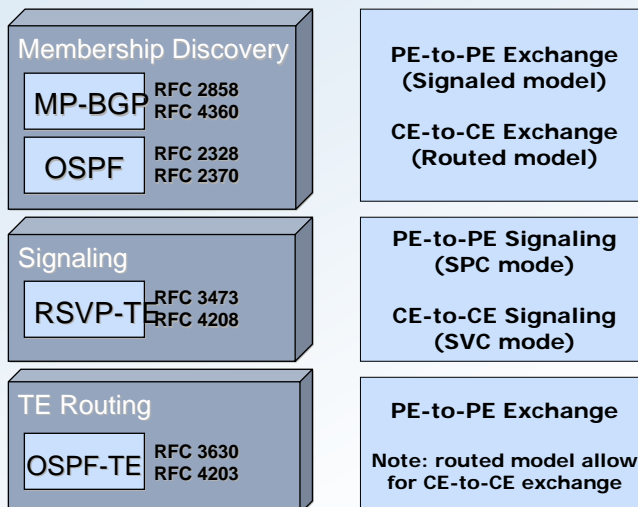 Membership Discovery
MP-BGP
RFC 2858
RFC 4360
OSPF
RFC 2328
RFC 2370
PE-to-PE Exchange
(Signaled model)
CE-to-CE Exchange
(Routed model)
Signaling
RSVP-TE
RFC 3473
RFC 4208
PE-to-PE Signaling
(SPC mode)
CE-to-CE Signaling
(SVC mode)
TE Routing
OSPF-TE
RFC 3630
RFC 4203
PE-to-PE Exchange
Note: routed model allow
for CE-to-CE exchange